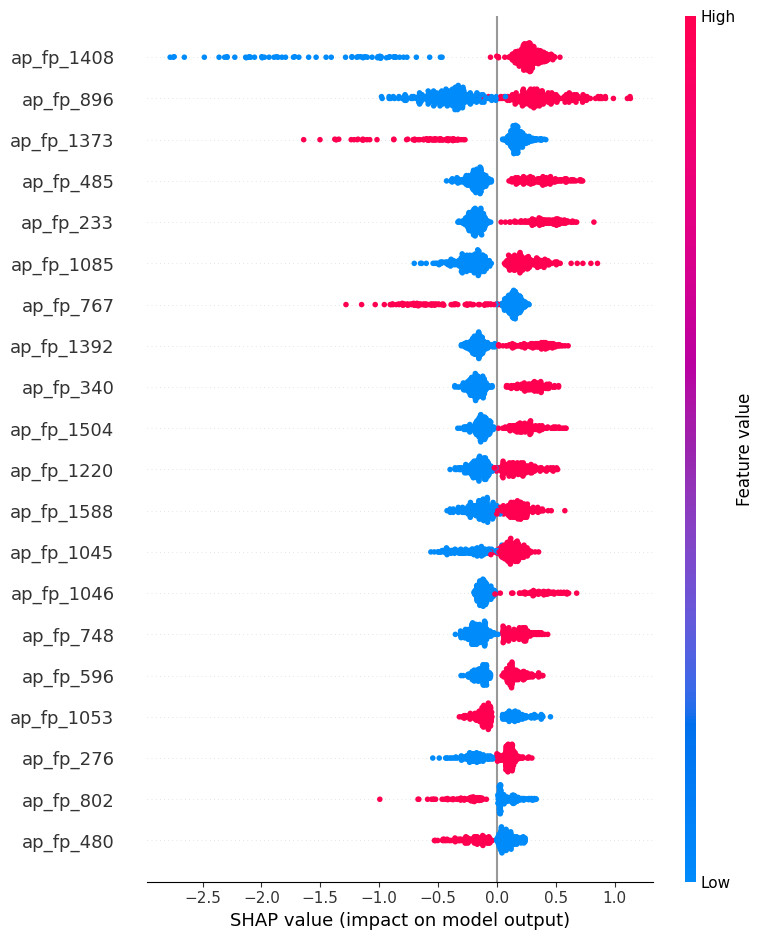 High
ap_fp_1408
ap_fp_896
ap_fp_1373
ap_fp_485
ap_fp_233
ap_fp_1085
ap_fp_767
ap_fp_1392
ap_fp_340
ap_fp_1504
ap_fp_1220
ap_fp_1588
ap_fp_1045
ap_fp_1046
ap_fp_748
ap_fp_596
ap_fp_1053
ap_fp_276
ap_fp_802
ap_fp_480
Feature value
Low
−2.5 −2.0 −1.5 −1.0 −0.5 0.0 0.5 1.0
SHAP value (impact on model output)